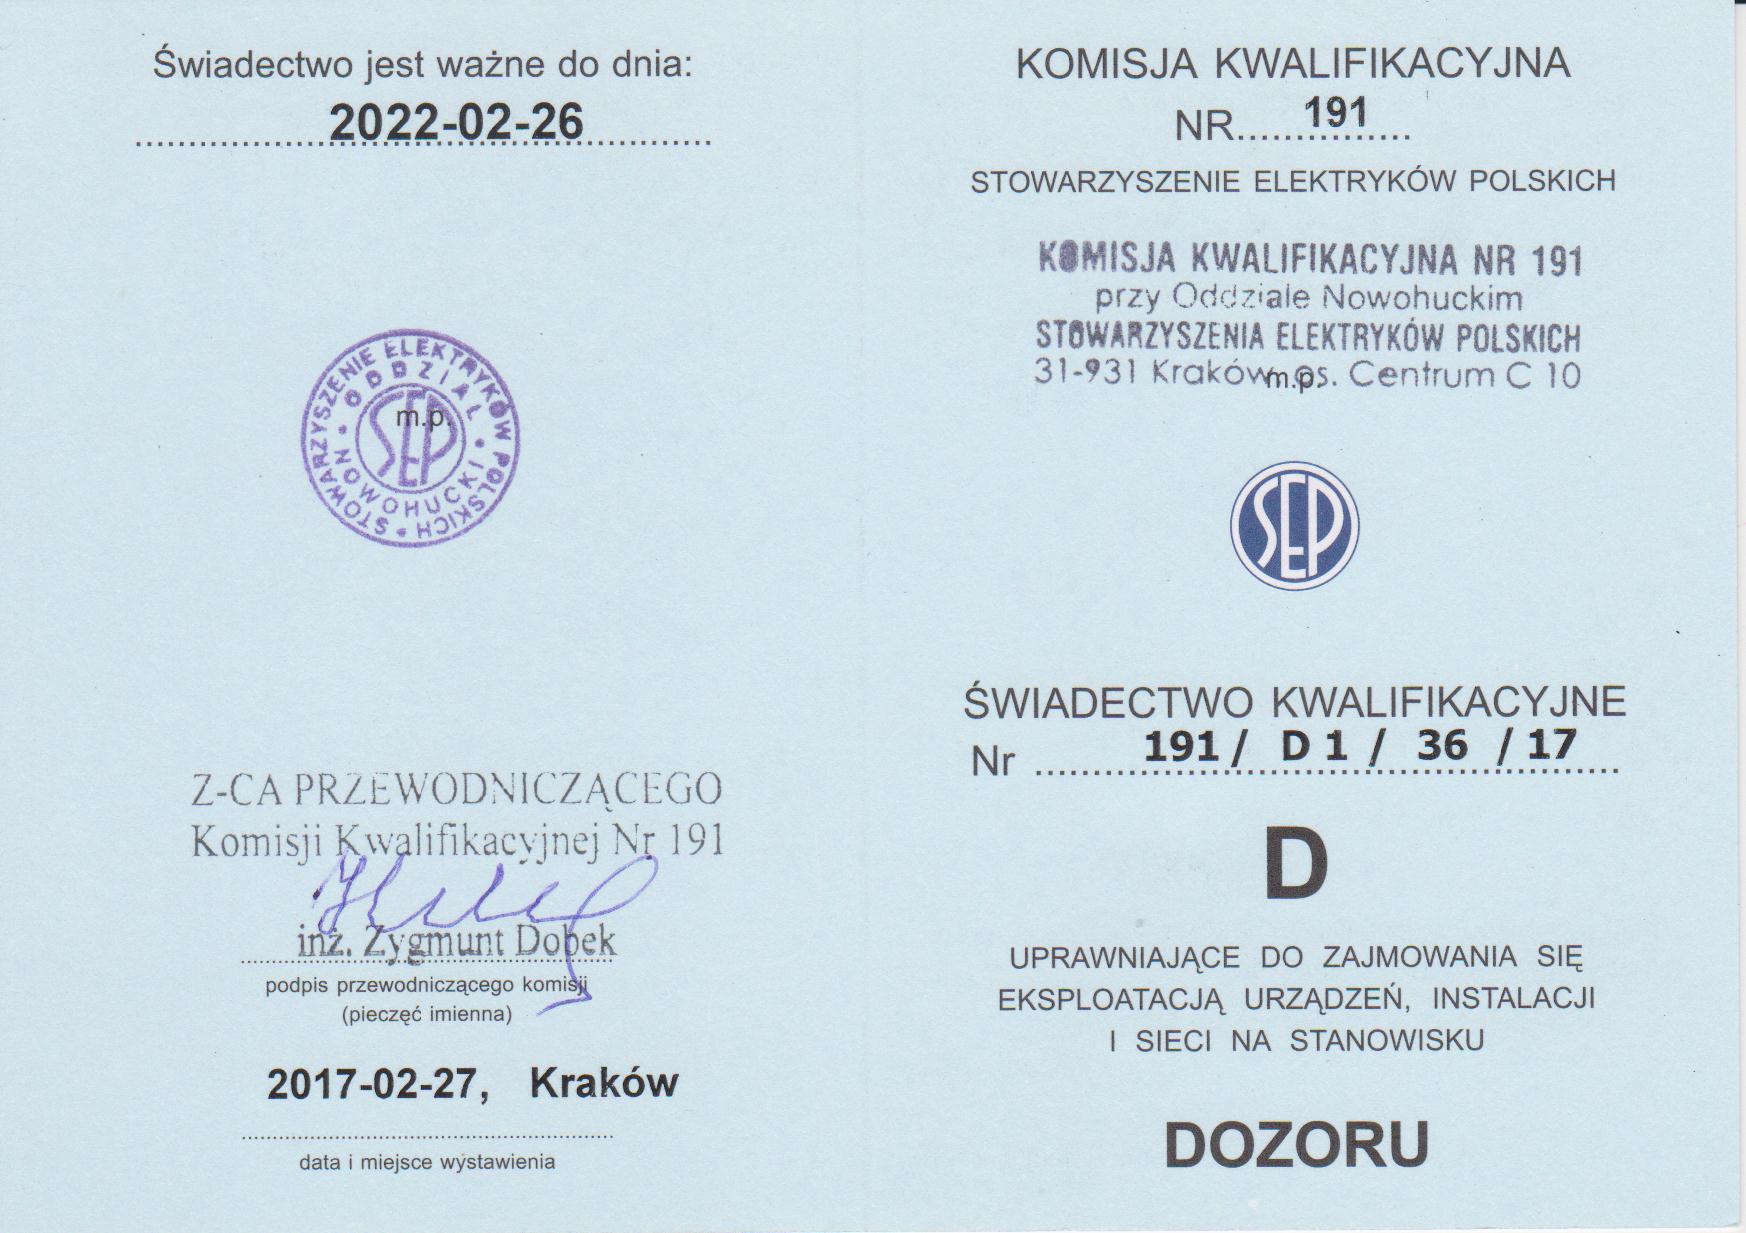 Świadectwo jest ważne do dnia:
2022-02-26
STOWARZYSZENIE ELEKTRYKÓW POLSKICH
ODDZIAŁ NOWOHUCKI
SEP
m.p.
Z-CA PRZEWODNICZĄCEGO
Komisji Kwalifikacyjnej Nr 191
inż. Zygmunt Dobek
podpis przewodniczącego komisji
(pieczęć imienna)
2017-02-27, Kraków
data i miejsce wystawienia
KOMISJA KWALIFIKACYJNA
NR......191......
STOWARZYSZENIE ELEKTRYKÓW POLSKICH
KOMISJA KWALIFIKACYJNA NR 191
przy Oddziale Nowohuckim
STOWARZYSZENIA ELEKTRYKÓW POLSKICH
31-931 Kraków, os. Centrum C 10
m.p.
SEP
ŚWIADECTWO KWALIFIKACYJNE
Nr 191 / D 1 / 36 / 17
D
UPRAWNIAJĄCE DO ZAJMOWANIA SIĘ
EKSPLOATACJĄ URZĄDZEŃ, INSTALACJI
I SIECI NA STANOWISKU
DOZORU